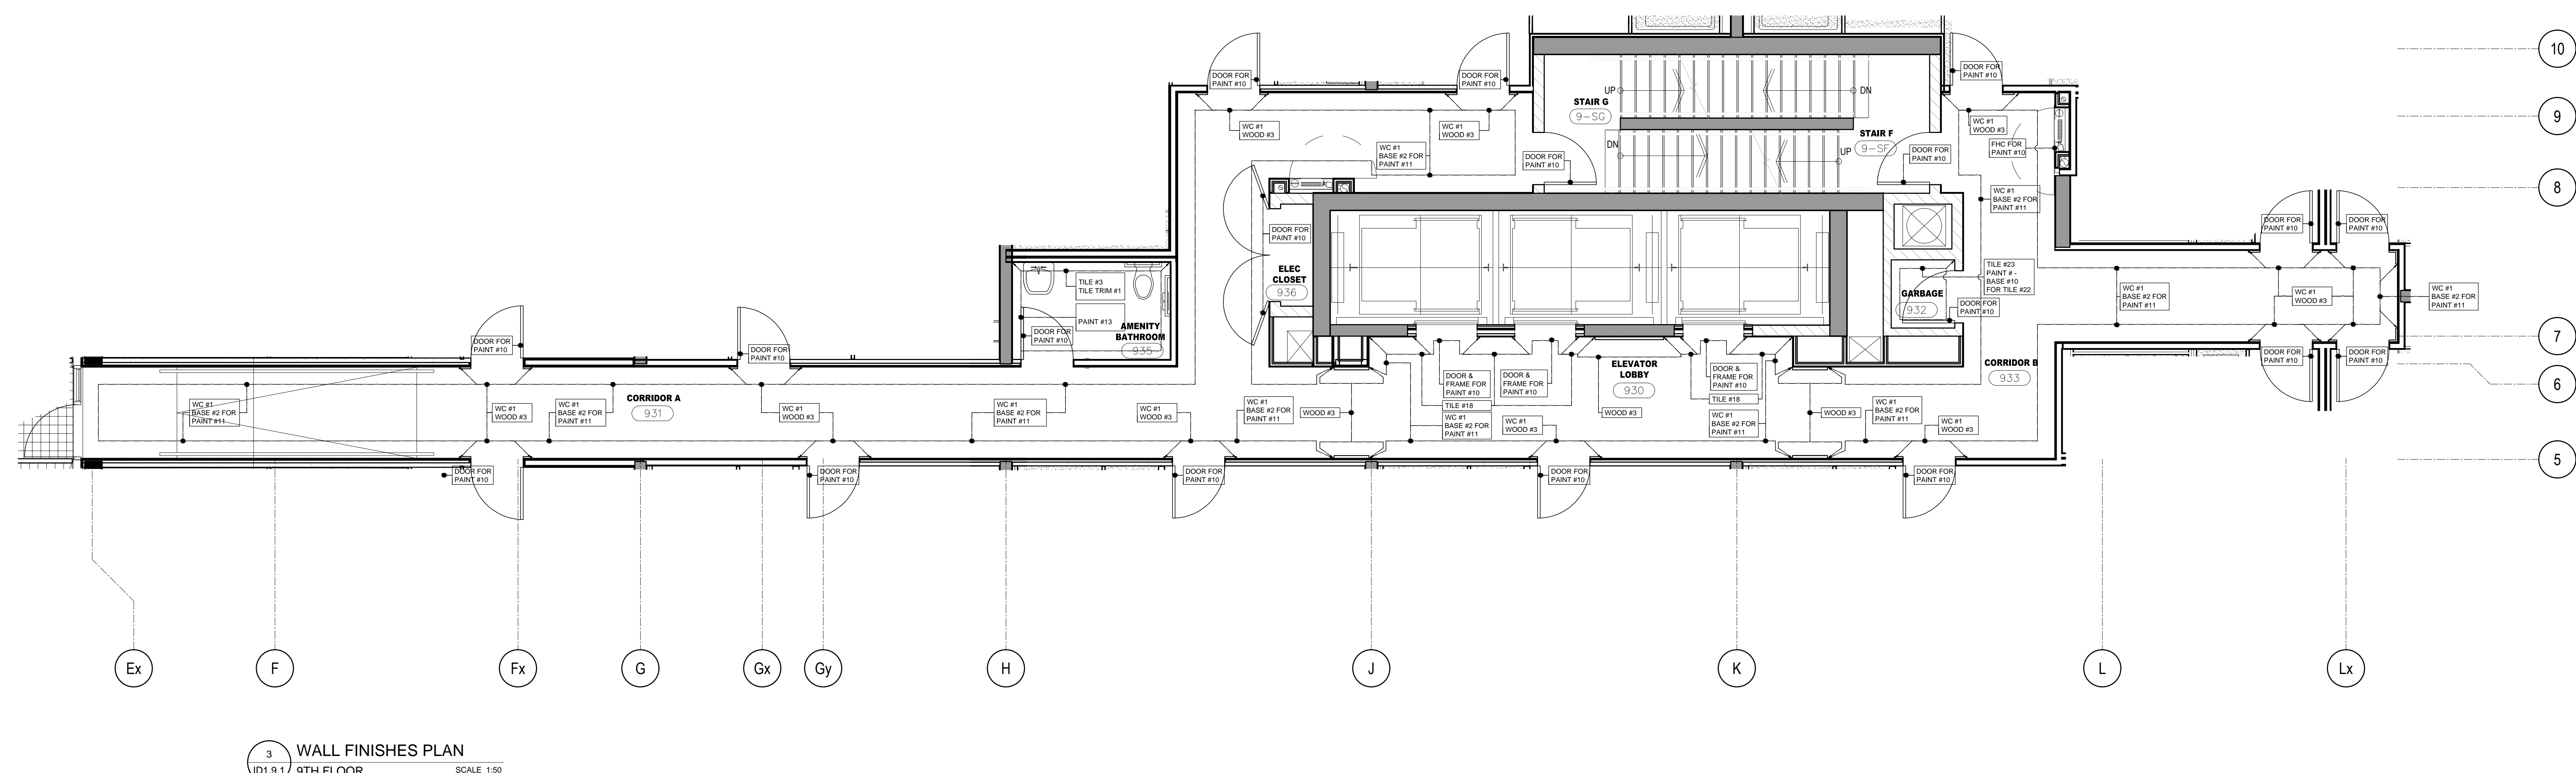 10
9
8
7
6
5
DOOR FOR
PAINT #10
DOOR FOR
PAINT #10
DOOR FOR
PAINT #10
WC #1
WOOD #3
WC #1
WOOD #3
WC #1
BASE #2 FOR
PAINT #11
STAIR G
9-SG
UP
DN
DN
UP
STAIR F
9-SF
DOOR FOR
PAINT #10
DOOR FOR
PAINT #10
WC #1
WOOD #3
FHC FOR
PAINT #10
WC #1
BASE #2 FOR
PAINT #11
DOOR FOR
PAINT #10
DOOR FOR
PAINT #10
DOOR FOR
PAINT #10
ELEC
CLOSET
936
TILE #3
TILE TRIM #1
PAINT #13
DOOR FOR
PAINT #10
AMENITY
BATHROOM
935
TILE #23
PAINT # -
BASE #10
FOR TILE #22
GARBAGE
932
DOOR FOR
PAINT #10
WC #1
BASE #2 FOR
PAINT #11
WC #1
WOOD #3
WC #1
BASE #2 FOR
PAINT #11
DOOR FOR
PAINT #10
DOOR FOR
PAINT #10
DOOR FOR
PAINT #10
DOOR FOR
PAINT #10
CORRIDOR B
933
WC #1
BASE #2 FOR
PAINT #11
WC #1
WOOD #3
WC #1
BASE #2 FOR
PAINT #11
CORRIDOR A
931
WC #1
WOOD #3
WC #1
BASE #2 FOR
PAINT #11
WC #1
WOOD #3
WC #1
BASE #2 FOR
PAINT #11
WOOD #3
DOOR &
FRAME FOR
PAINT #10
DOOR &
FRAME FOR
PAINT #10
TILE #18
WC #1
BASE #2 FOR
PAINT #11
WC #1
WOOD #3
ELEVATOR
LOBBY
930
WOOD #3
DOOR &
FRAME FOR
PAINT #10
TILE #18
WC #1
BASE #2 FOR
PAINT #11
WOOD #3
WC #1
BASE #2 FOR
PAINT #11
WC #1
WOOD #3
DOOR FOR
PAINT #10
DOOR FOR
PAINT #10
DOOR FOR
PAINT #10
DOOR FOR
PAINT #10
DOOR FOR
PAINT #10
Ex
F
Fx
G
Gx
Gy
H
J
K
L
Lx
3
WALL FINISHES PLAN
ID1.9.1
9TH FLOOR
SCALE 1:50